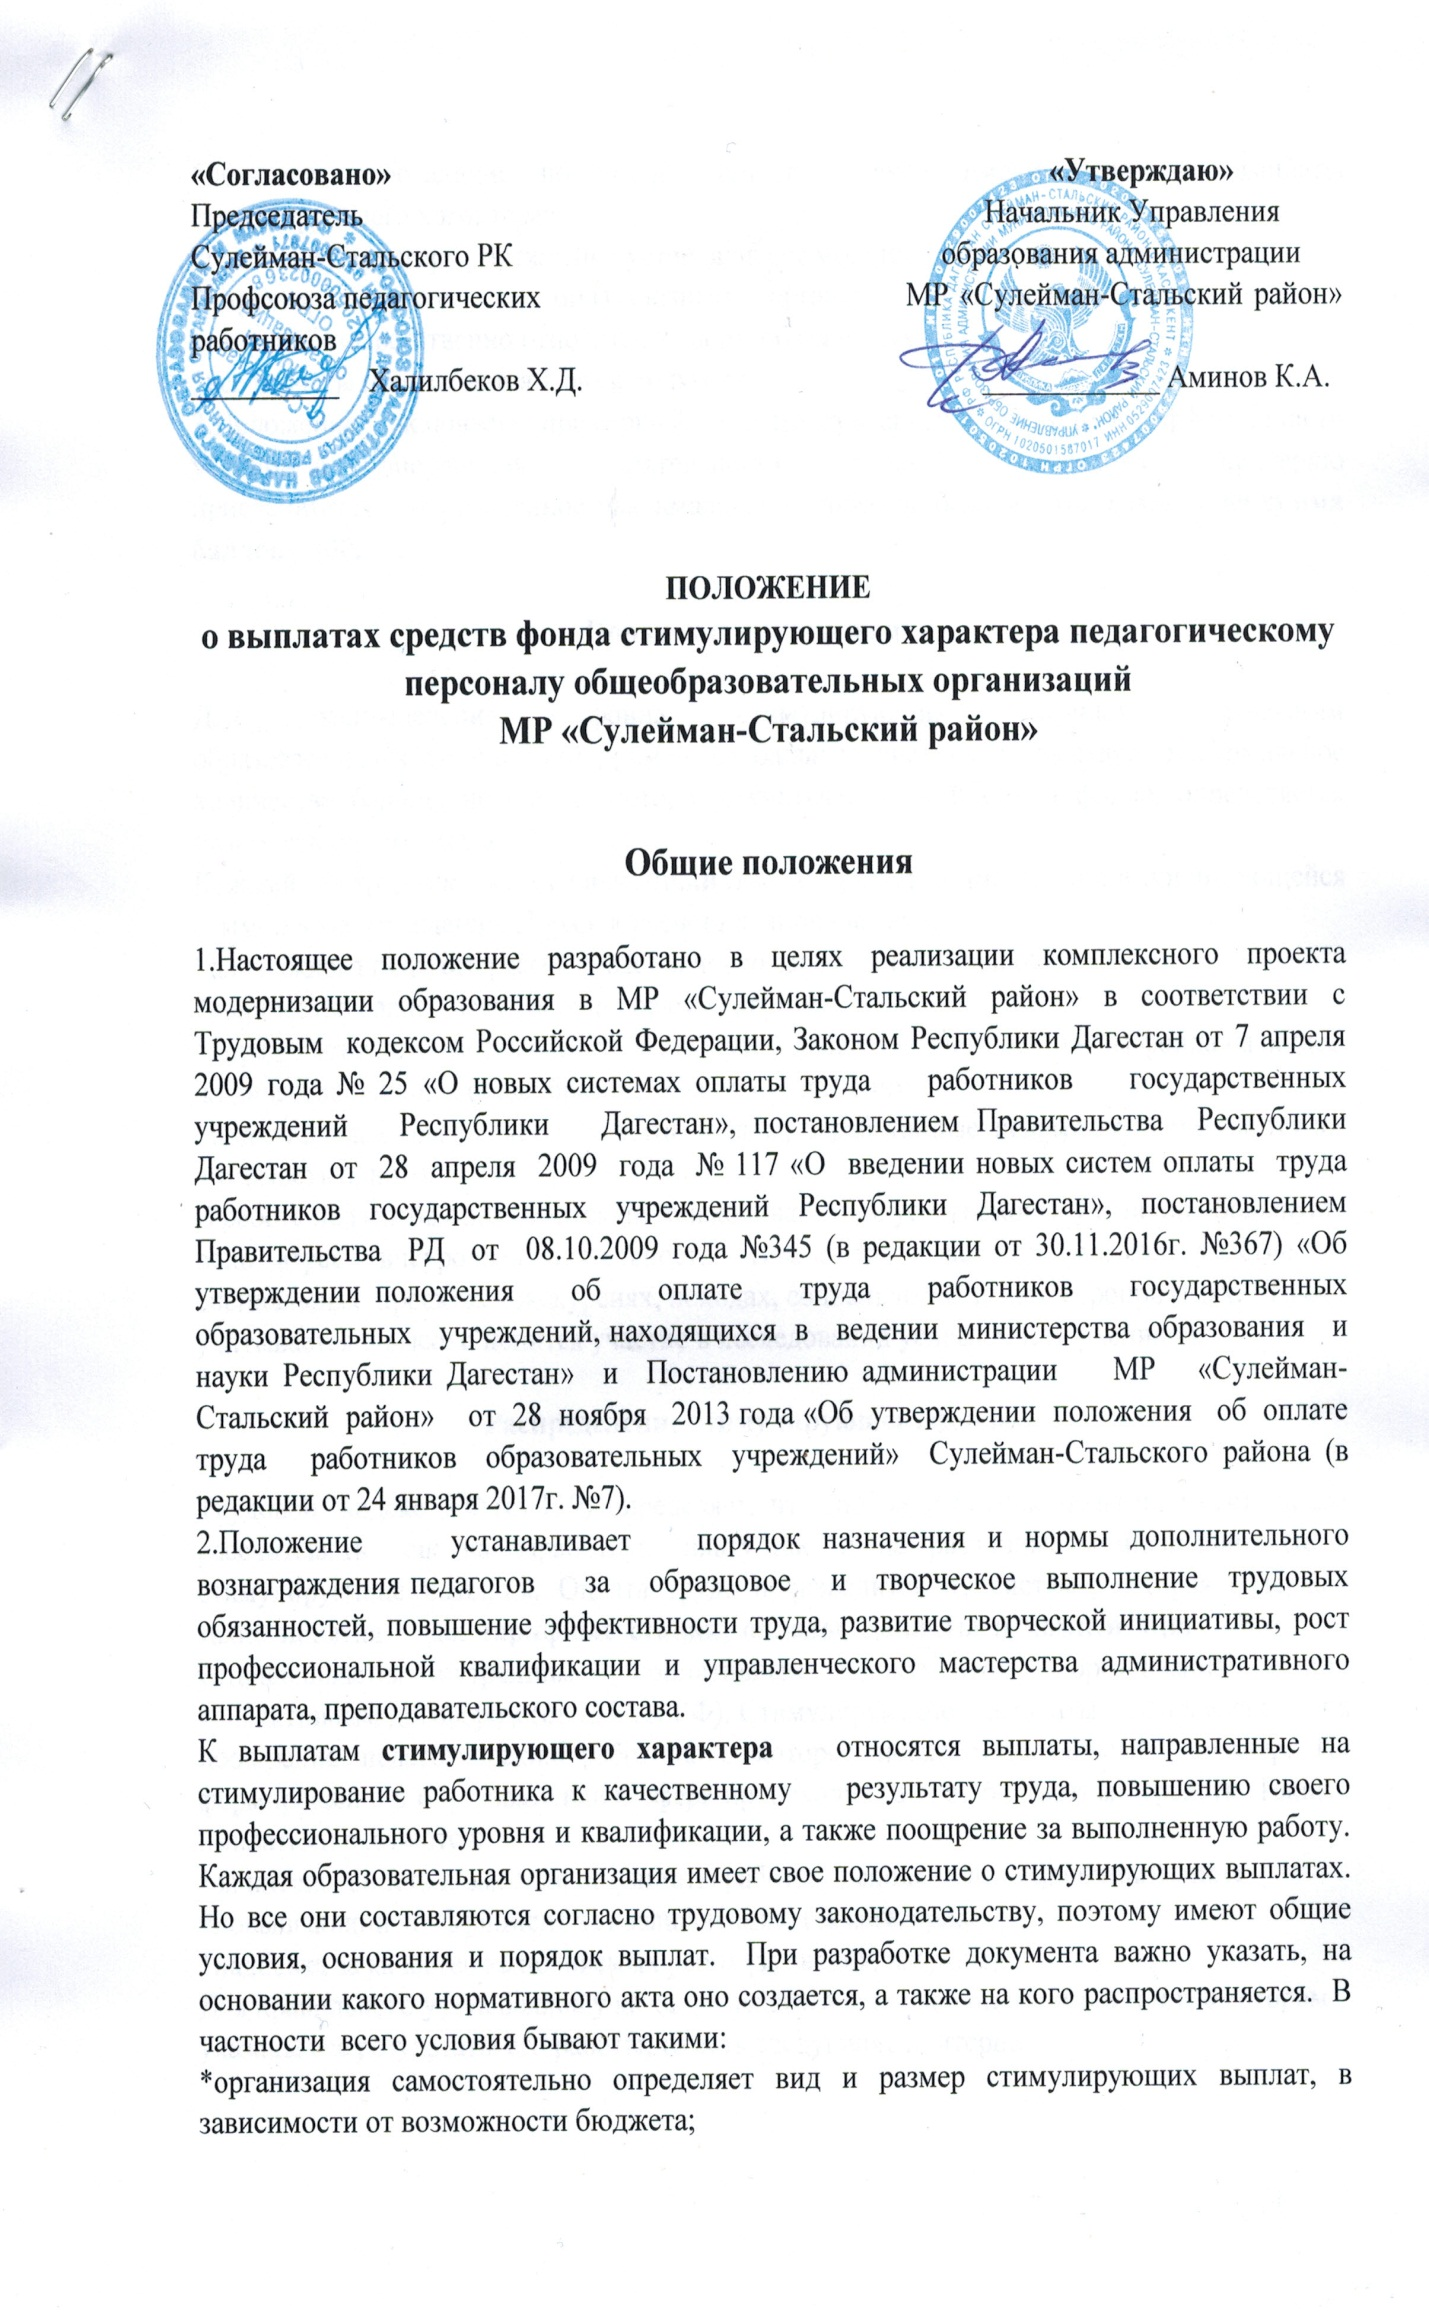 «Согласовано»
Председатель
Сулейман-Стальского РК
Профсоюза педагогических
работников
Халилбеков Х.Д.
«Утверждаю»
Начальник Управления
образования администрации
МР «Сулейман-Стальский район»
Аминов К.А.
ПОЛОЖЕНИЕ
о выплатах средств фонда стимулирующего характера педагогическому
персоналу общеобразовательных организаций
МР «Сулейман-Стальский район»
Общие положения
1.Настоящее положение разработано в целях реализации комплексного проекта
модернизации образования в МР «Сулейман-Стальский район» в соответствии с
Трудовым кодексом Российской Федерации, Законом Республики Дагестан от 7 апреля
2009 года № 25 «О новых системах оплаты труда работников государственных
учреждений Республики Дагестан», постановлением Правительства Республики
Дагестан от 28 апреля 2009 года № 117 «О введении новых систем оплаты труда
работников государственных учреждений Республики Дагестан», постановлением
Правительства РД от 08.10.2009 года №345 (в редакции от 30.11.2016г. №367) «Об
утверждении положения об оплате труда работников государственных
образовательных учреждений, находящихся в ведении министерства образования и
науки Республики Дагестан» и Постановлению администрации МР «Сулейман-
Стальский район» от 28 ноября 2013 года «Об утверждении положения об оплате
труда работников образовательных учреждений» Сулейман-Стальского района (в
редакции от 24 января 2017г. №7).
2.Положение устанавливает порядок назначения и нормы дополнительного
вознаграждения педагогов за образцовое и творческое выполнение трудовых
обязанностей, повышение эффективности труда, развитие творческой инициативы, рост
профессиональной квалификации и управленческого мастерства административного
аппарата, преподавательского состава.
К выплатам стимулирующего характера относятся выплаты, направленные на
стимулирование работника к качественному результату труда, повышению своего
профессионального уровня и квалификации, а также поощрение за выполненную работу.
Каждая образовательная организация имеет свое положение о стимулирующих выплатах.
Но все они составляются согласно трудовому законодательству, поэтому имеют общие
условия, основания и порядок выплат. При разработке документа важно указать, на
основании какого нормативного акта оно создается, а также на кого распространяется. В
частности всего условия бывают такими:
*организация самостоятельно определяет вид и размер стимулирующих выплат, в
зависимости от возможности бюджета;